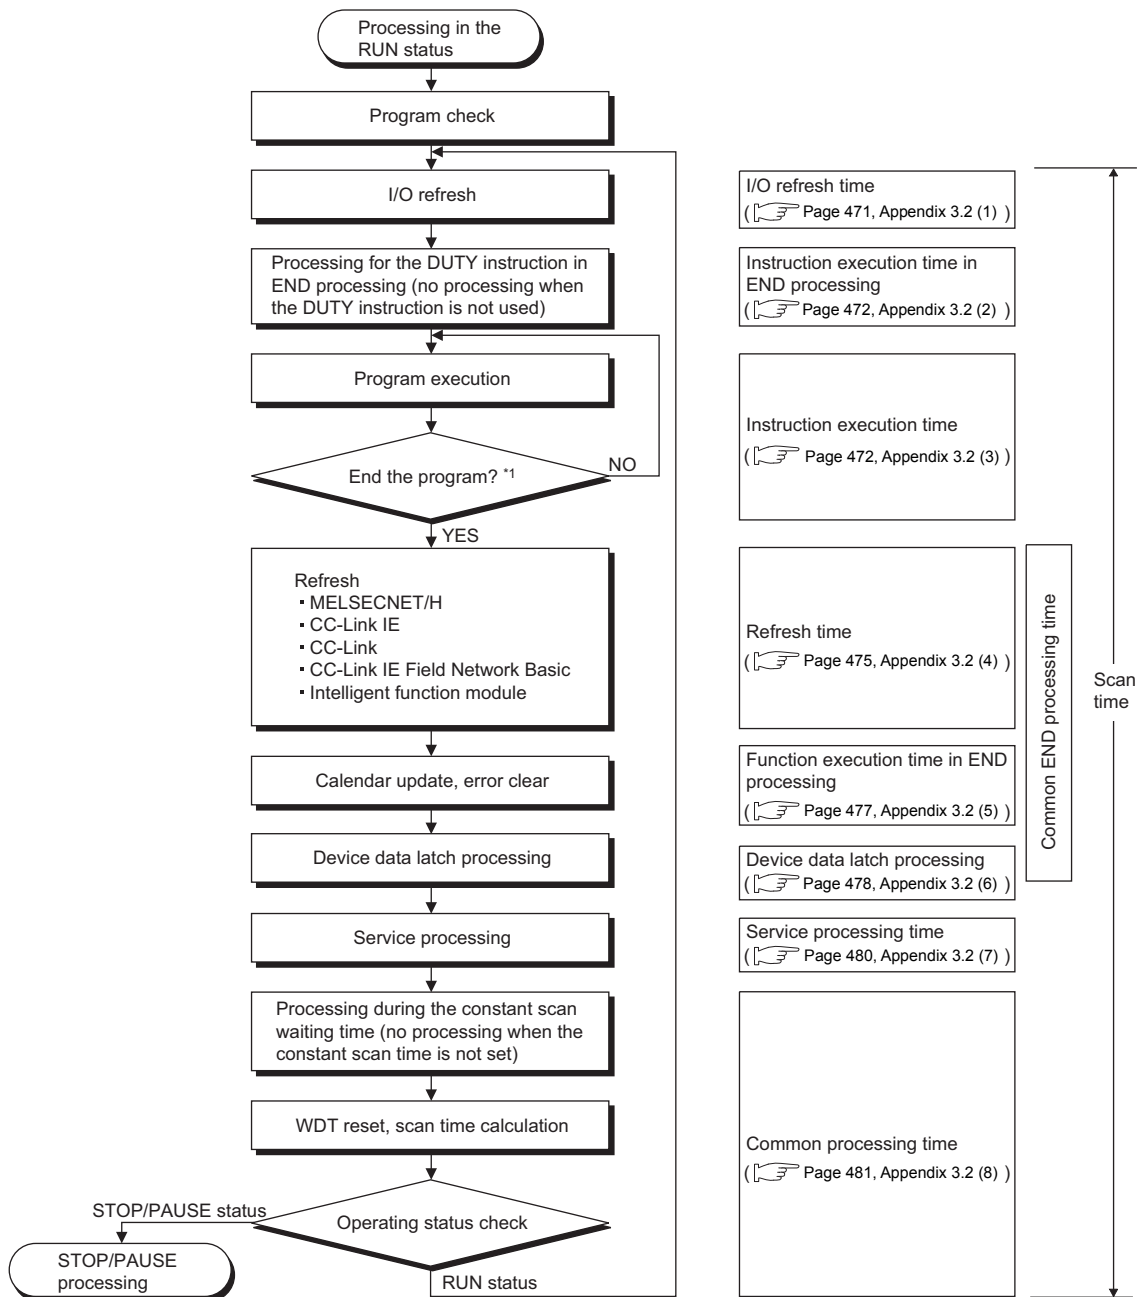 Processing in the
RUN status
Program check
I/O refresh
Processing for the DUTY instruction in
END processing (no processing when
the DUTY instruction is not used)
Program execution
End the program? *1
NO
YES
Refresh
▪ MELSECNET/H
▪ CC-Link IE
▪ CC-Link
▪ CC-Link IE Field Network Basic
▪ Intelligent function module
Calendar update, error clear
Device data latch processing
Service processing
Processing during the constant scan
waiting time (no processing when the
constant scan time is not set)
WDT reset, scan time calculation
Operating status check
STOP/PAUSE status
STOP/PAUSE
processing
RUN status
I/O refresh time
( Page 471, Appendix 3.2 (1) )
Instruction execution time in
END processing
( Page 472, Appendix 3.2 (2) )
Instruction execution time
( Page 472, Appendix 3.2 (3) )
Refresh time
( Page 475, Appendix 3.2 (4) )
Function execution time in END
processing
( Page 477, Appendix 3.2 (5) )
Device data latch processing
( Page 478, Appendix 3.2 (6) )
Service processing time
( Page 480, Appendix 3.2 (7) )
Common processing time
( Page 481, Appendix 3.2 (8) )
Common END processing time
Scan
time